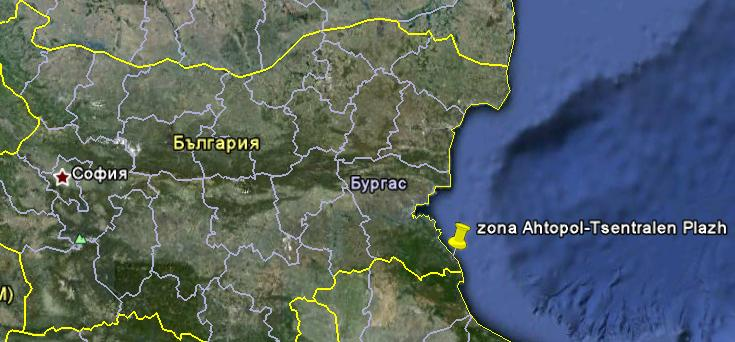 България
София
Бургас
zona Ahtopol-Tsentralen Plazh
M)